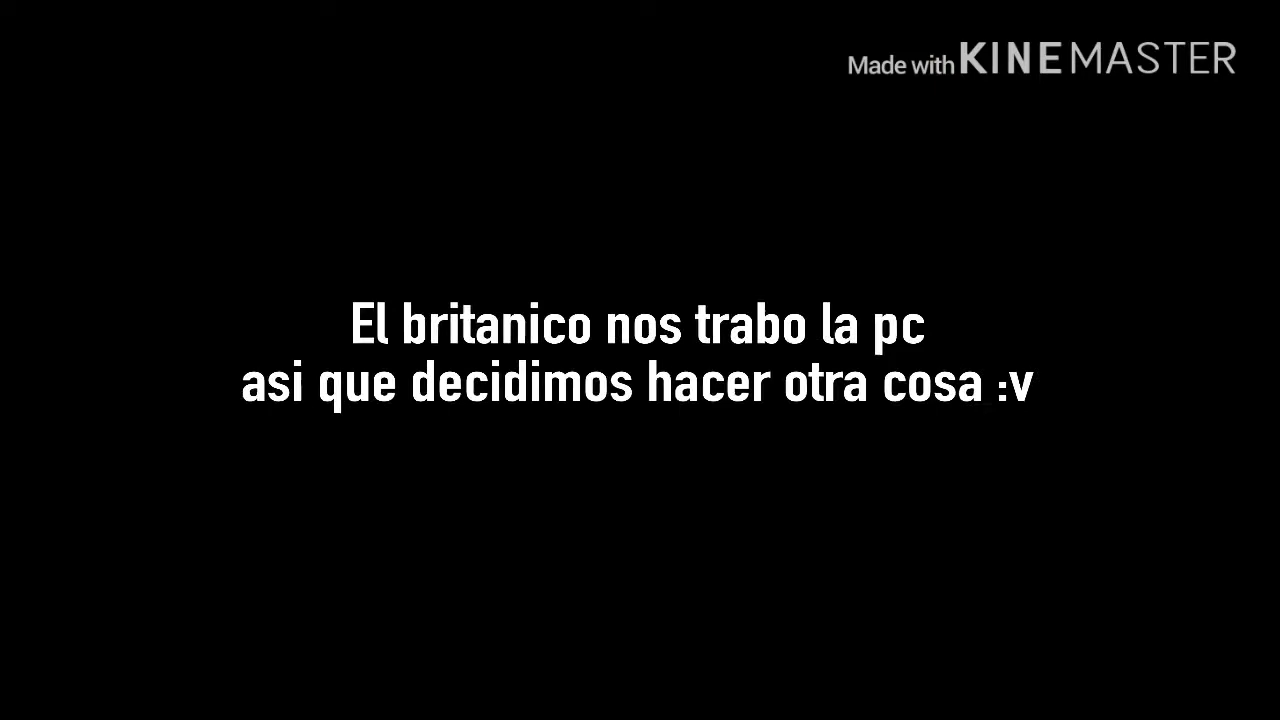 Made with KINEMASTER
El britanico nos trabo la pc
asi que decidimos hacer otra cosa :v